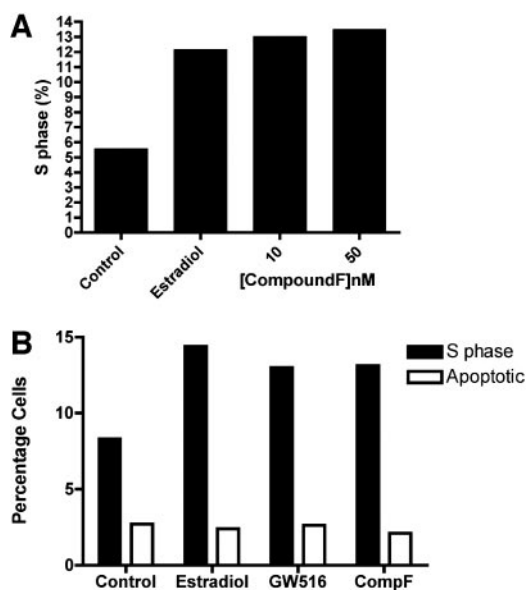 A
S phase (%)
14
13
12
11
10
9
8
7
6
5
4
3
2
1
0
Control
Estradiol
10
50
[CompoundF]nM
B
Percentage Cells
15
10
5
0
S phase
Apoptotic
Control Estradiol GW516 CompF